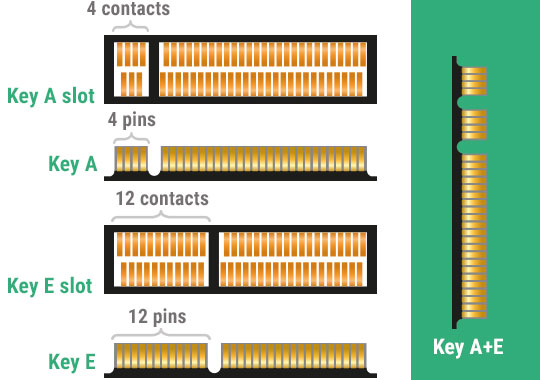 4 contacts
Key A slot
4 pins
Key A
12 contacts
Key E slot
12 pins
Key E
Key A+E